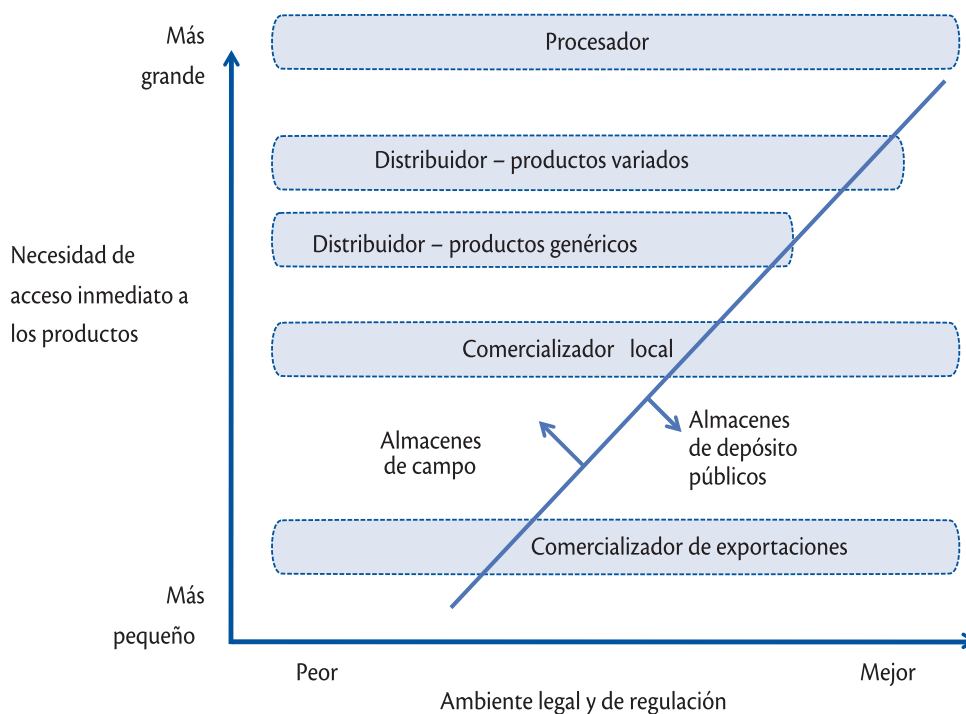 Más
grande
Procesador
Distribuidor – productos variados
Distribuidor – productos genéricos
Necesidad de
acceso inmediato a
los productos
Comercializador local
Almacenes
de campo
Almacenes
de depósito
públicos
Comercializador de exportaciones
Más
pequeño
Peor
Mejor
Ambiente legal y de regulación